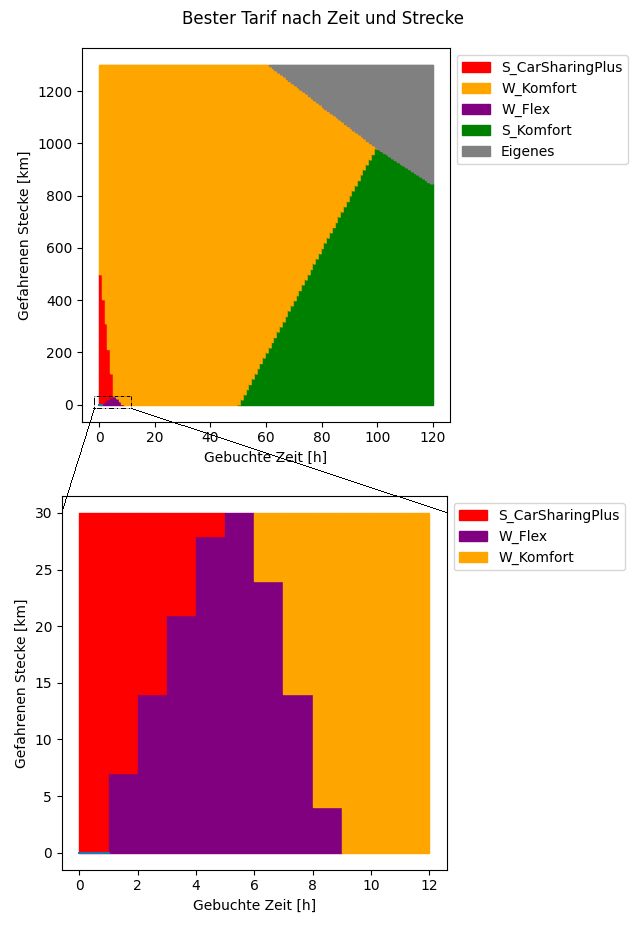 Bester Tarif nach Zeit und Strecke
Gefahrenen Stecke [km]
1200
1000
800
600
400
200
0
0 20 40 60 80 100 120
Gebuchte Zeit [h]
S_CarSharingPlus
W_Komfort
W_Flex
S_Komfort
Eigenes
Gefahrenen Stecke [km]
30
25
20
15
10
5
0
0 2 4 6 8 10 12
Gebuchte Zeit [h]
S_CarSharingPlus
W_Flex
W_Komfort